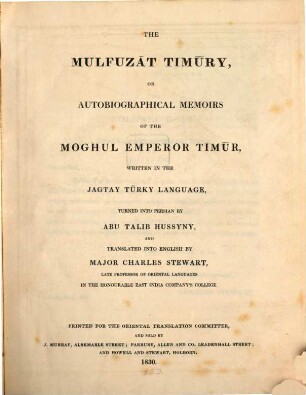 THE
MULFUZĀT TIMŪRY,
OR
AUTOBIOGRAPHICAL MEMOIRS
OF THE
MOGHUL EMPEROR TIMŪR,
WRITTEN IN THE
JAGTAY TŪRKY LANGUAGE,
TURNED INTO PERSIAN BY
ABU TALIB HUSSYNY,
AND
TRANSLATED INTO ENGLISH BY
MAJOR CHARLES STEWART,
LATE PROFESSOR OF ORIENTAL LANGUAGES
IN THE HONOURABLE EAST INDIA COMPANY'S COLLEGE
PRINTED FOR THE ORIENTAL TRANSLATION COMMITTEE,
AND SOLD BY
J. MURRAY, ALBEMARLE STREET; PARBURY, ALLEN AND CO. LEADENHALL STREET;
AND HOWELL AND STEWART, HOLBORN;
1830.